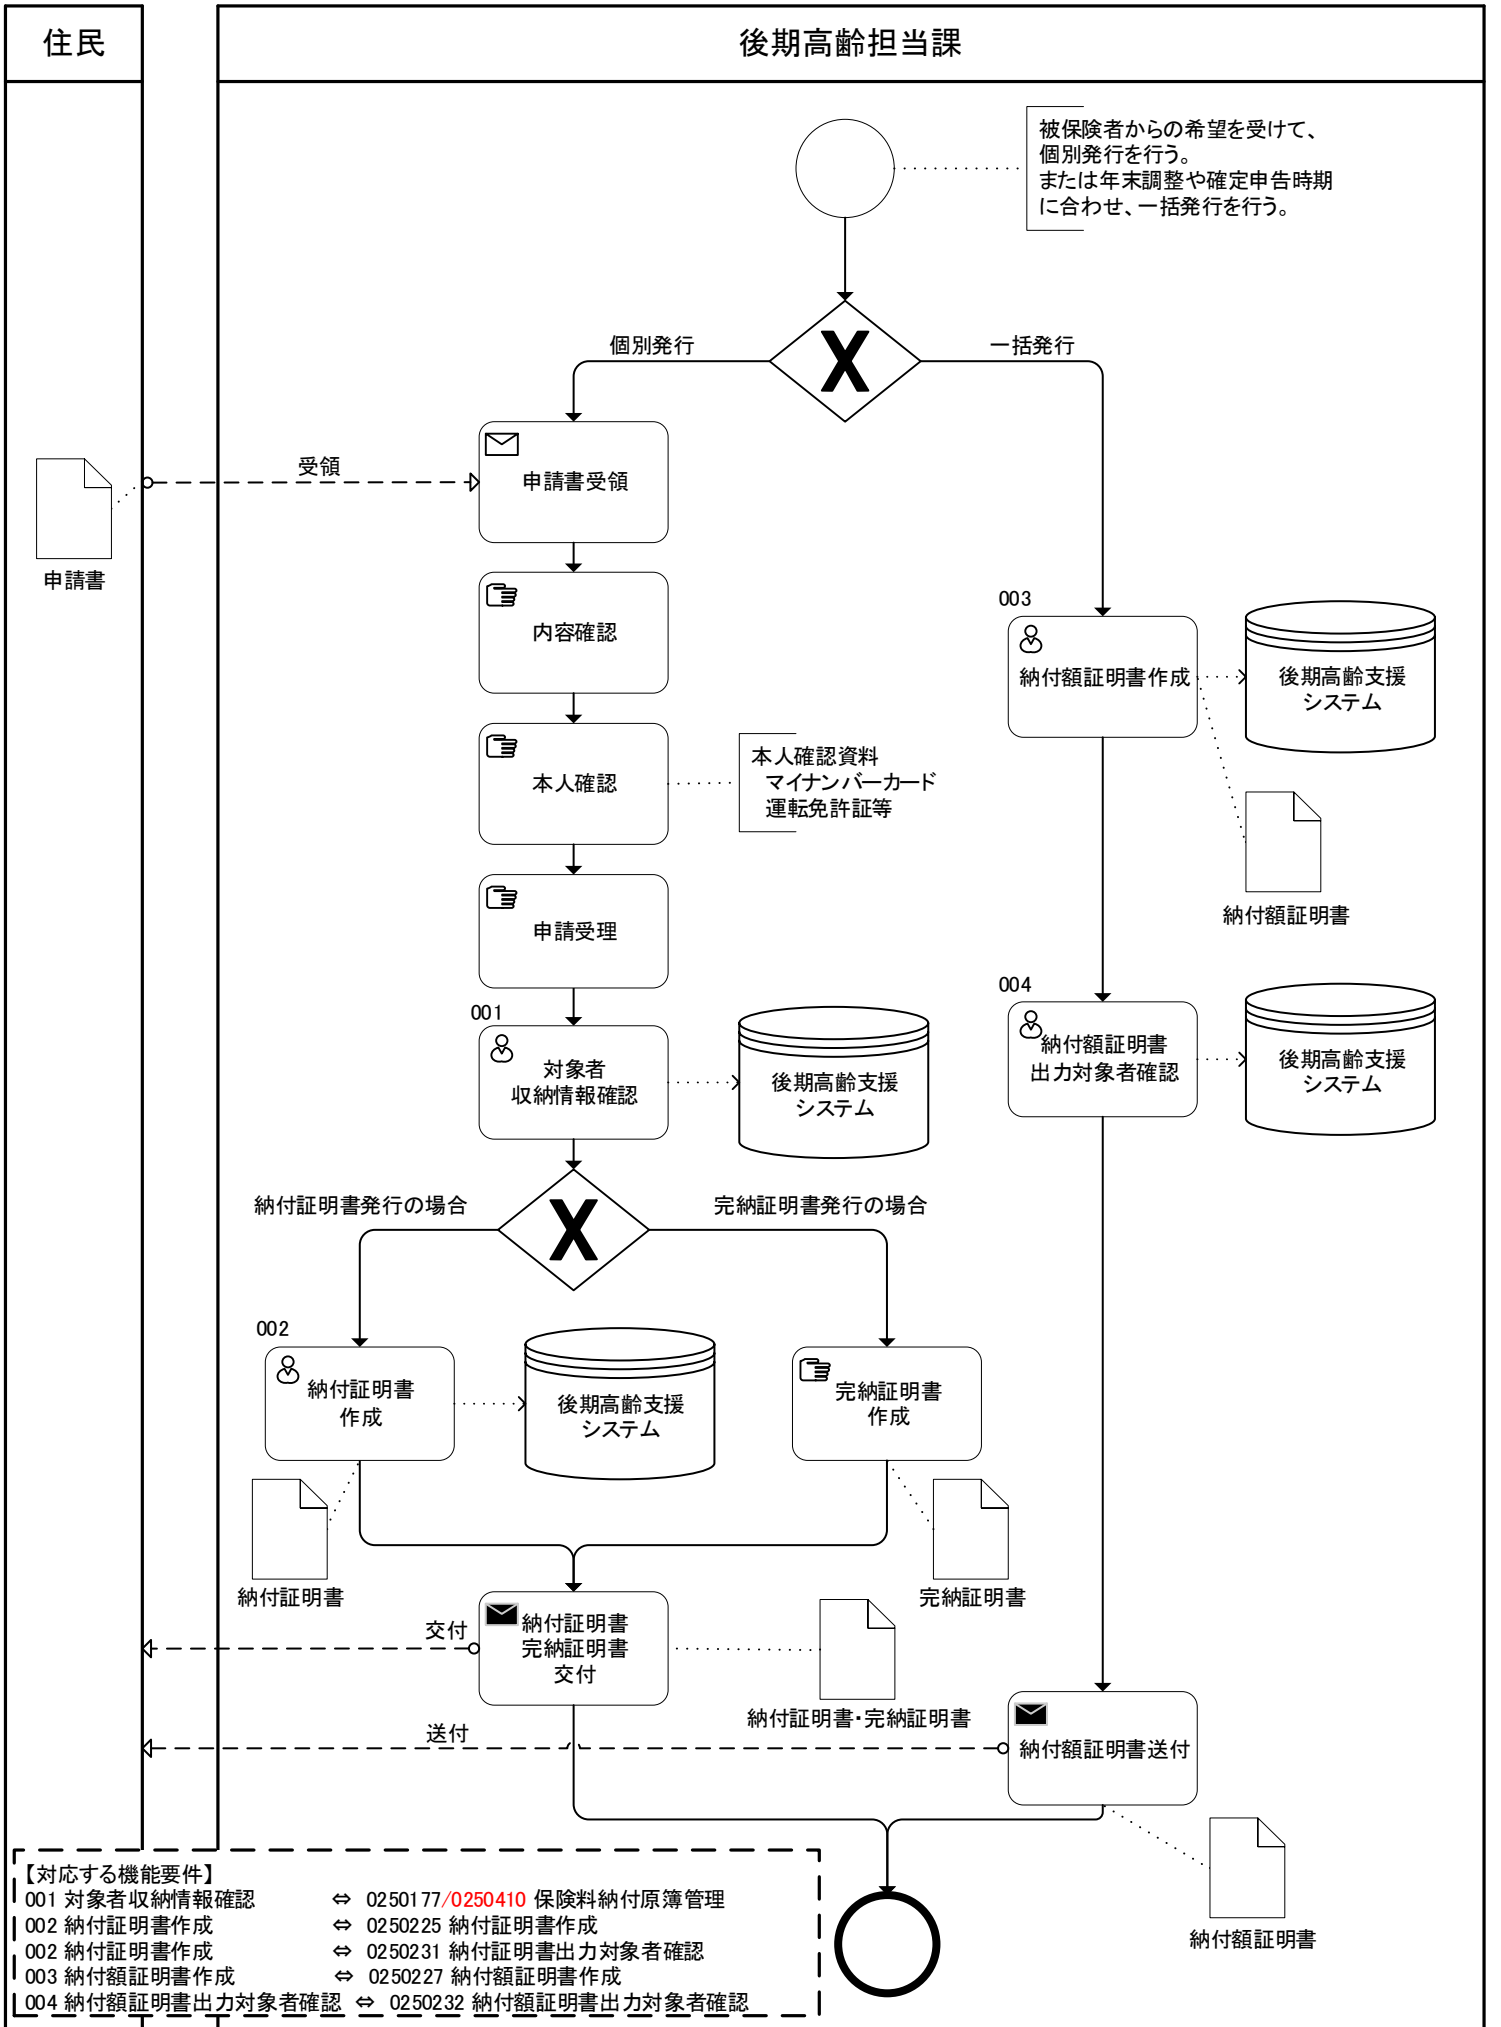 住民
後期高齢担当課
被保険者からの希望を受けて、
個別発行を行う。
または年末調整や確定申告時期
に合わせ、一括発行を行う。
個別発行
一括発行
X
受領
申請書受領
申請書
内容確認
003
納付額証明書作成
後期高齢支援
システム
本人確認
本人確認資料
マイナンバーカード
運転免許証等
納付額証明書
申請受理
004
納付額証明書
出力対象者確認
後期高齢支援
システム
001
対象者
収納情報確認
後期高齢支援
システム
納付証明書発行の場合
完納証明書発行の場合
X
002
納付証明書
作成
後期高齢支援
システム
完納証明書
作成
納付証明書
完納証明書
交付
納付証明書
完納証明書
交付
納付証明書・完納証明書
送付
納付額証明書送付
納付額証明書
【対応する機能要件】
001 対象者収納情報確認 ⇔ 0250177/0250410 保険料納付原簿管理
002 納付証明書作成 ⇔ 0250225 納付証明書作成
002 納付証明書作成 ⇔ 0250231 納付証明書出力対象者確認
003 納付額証明書作成 ⇔ 0250227 納付額証明書作成
004 納付額証明書出力対象者確認 ⇔ 0250232 納付額証明書出力対象者確認